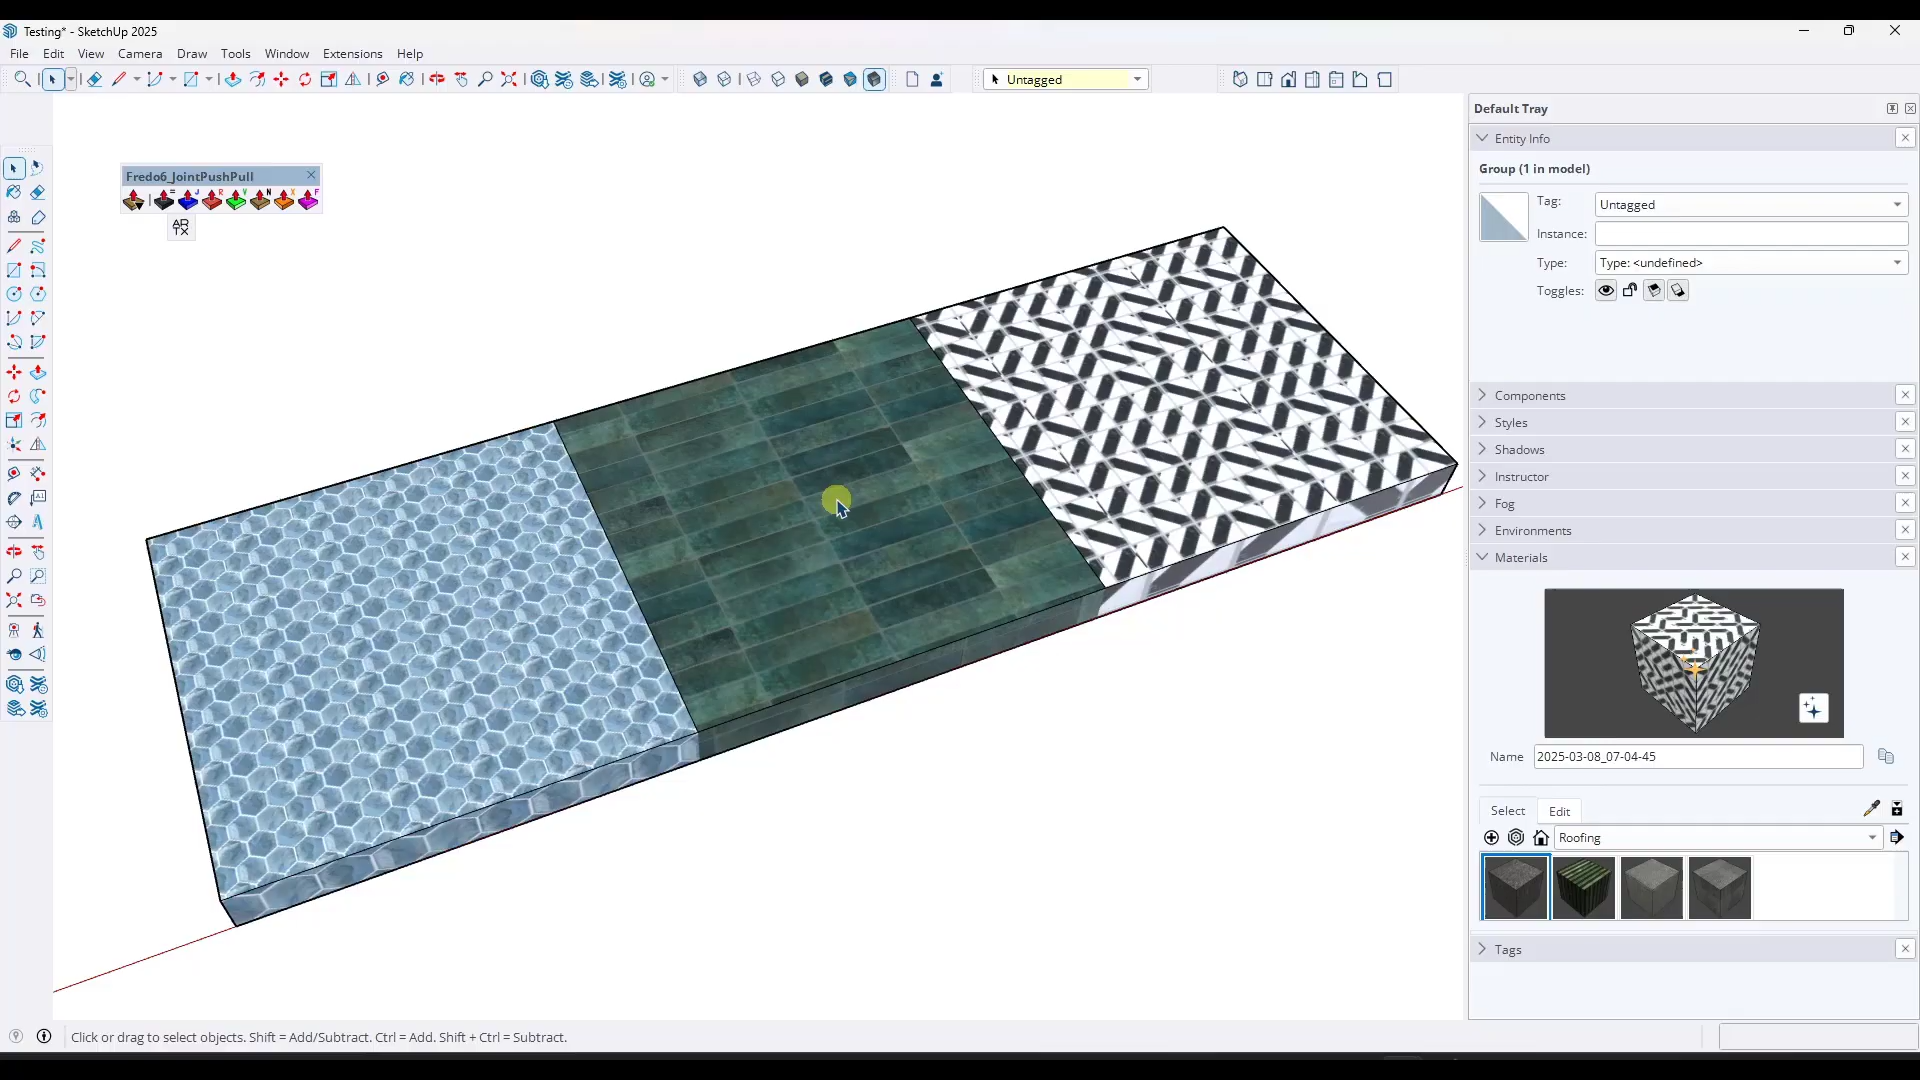 Testing* - SketchUp 2025
File Edit View Camera Draw Tools Window Extensions Help
Untagged
Default Tray
Entity Info
Group (1 in model)
Tag: Untagged
Instance:
Type: Type: <undefined>
Toggles:
Fredo6_JointPushPull
= J R V N X F
Components
Styles
Shadows
Instructor
Fog
Environments
Materials
Name 2025-03-08_07-04-45
Select Edit
Roofing
Tags
Click or drag to select objects. Shift = Add/Subtract. Ctrl = Add. Shift + Ctrl = Subtract.